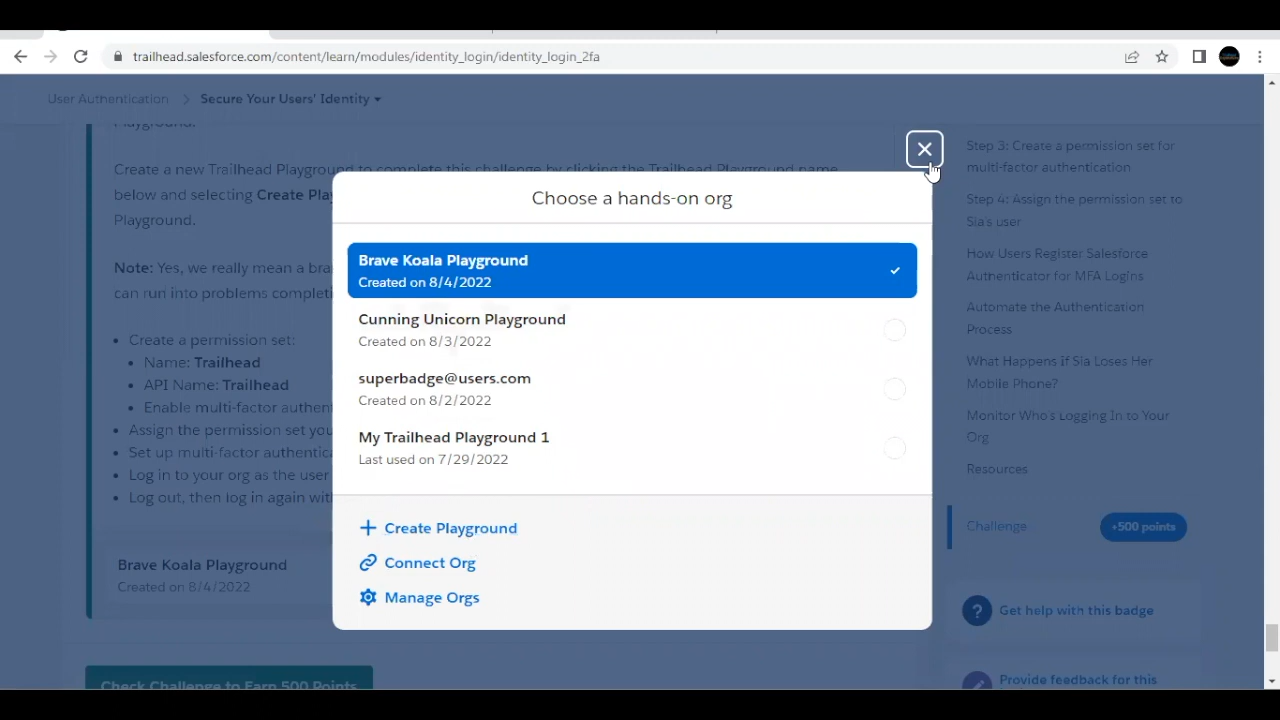 trailhead.salesforce.com/content/learn/modules/identity_login/identity_login_2fa
User Authentication
Secure Your Users' Identity
Playground.
Create a new Trailhead Playground to complete this challenge by clicking the Trailhead Playground name
below and selecting Create Pla
Playground.
Note: Yes, we really mean a bra
can run into problems completi
Create a permission set:
Name: Trailhead
API Name: Trailhead
Enable multi-factor authen
Assign the permission set you
Set up multi-factor authentica
Log in to your org as the user
Log out, then log in again with
Brave Koala Playground
Created on 8/4/2022
Check Challenge to Earn 500 Points
Choose a hands-on org
Brave Koala Playground
Created on 8/4/2022
Cunning Unicorn Playground
Created on 8/3/2022
superbadge@users.com
Created on 8/2/2022
My Trailhead Playground 1
Last used on 7/29/2022
Create Playground
Connect Org
Manage Orgs
Step 3: Create a permission set for
multi-factor authentication
Step 4: Assign the permission set to
Sia's user
How Users Register Salesforce
Authenticator for MFA Logins
Automate the Authentication
Process
What Happens If Sia Loses Her
Mobile Phone?
Monitor Who's Logging In to Your
Org
Resources
Challenge
+500 points
Get help with this badge
Provide feedback for this